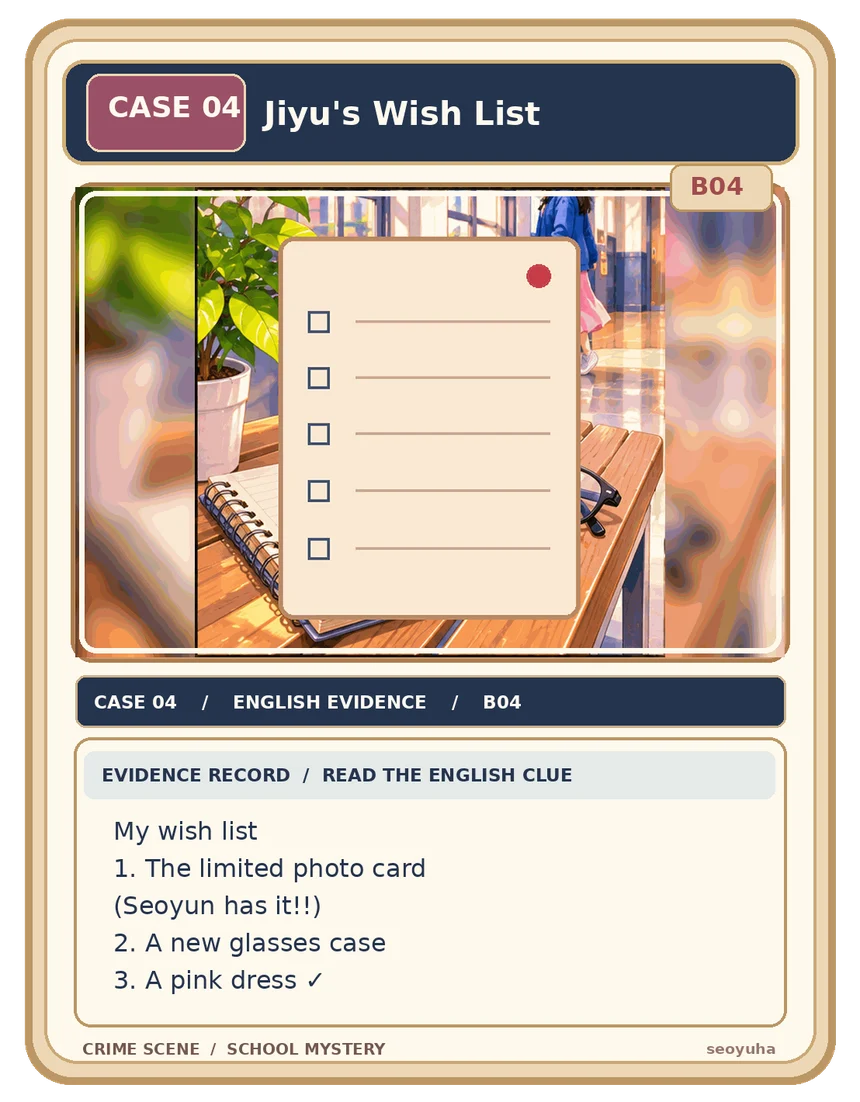 CASE 04 Jiyu's Wish List
B04
CASE 04 / ENGLISH EVIDENCE / B04
EVIDENCE RECORD / READ THE ENGLISH CLUE
My wish list
1. The limited photo card
(Seoyun has it!!)
2. A new glasses case
3. A pink dress ✓
CRIME SCENE / SCHOOL MYSTERY seoyuha